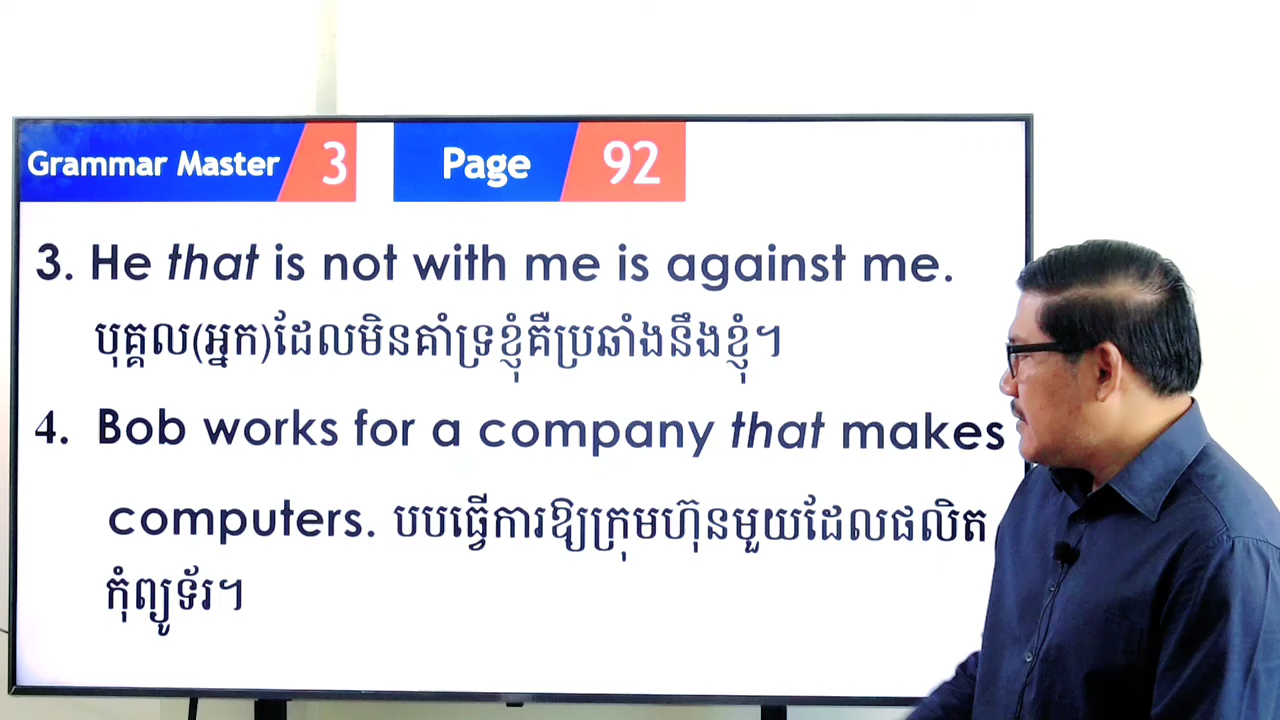 Grammar Master 3 Page 92
3. He that is not with me is against me.
បុគ្គល(អ្នក)ដែលមិនគាំទ្រខ្ញុំគឺប្រឆាំងនឹងខ្ញុំ។
4. Bob works for a company that makes
computers. បបធ្វើការឱ្យក្រុមហ៊ុនមួយដែលផលិត
កុំព្យូទ័រ។